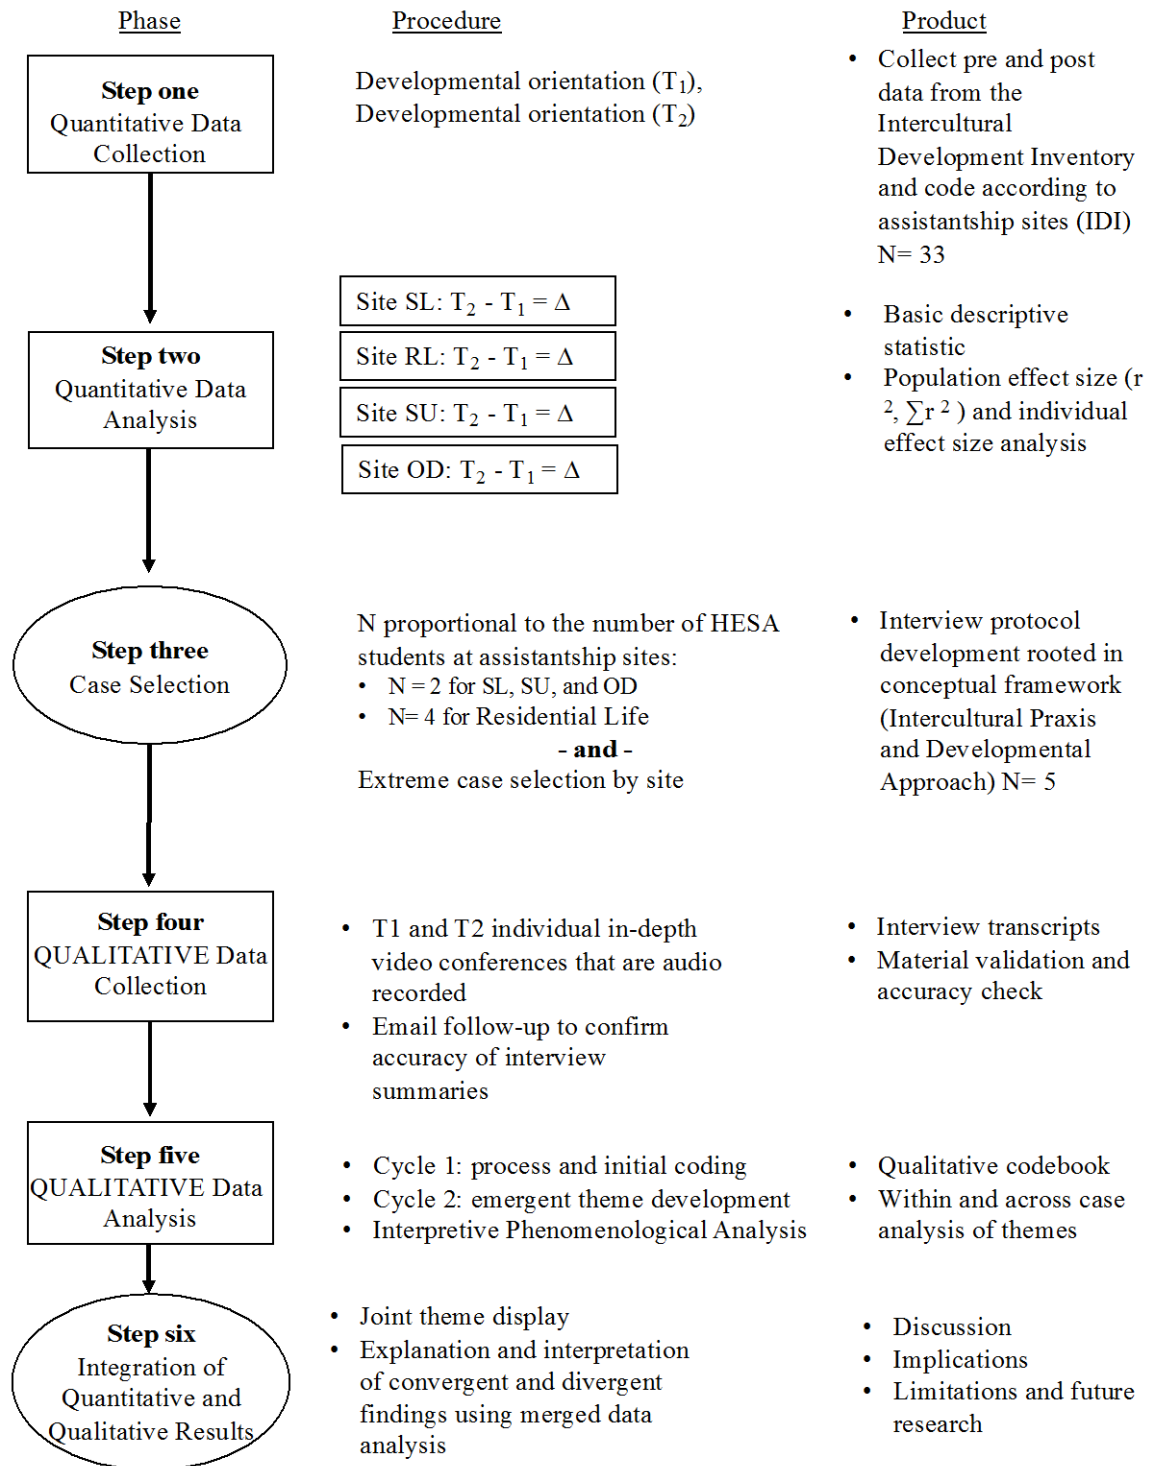 Phase
Procedure
Product
Step one
Quantitative Data
Collection
Developmental orientation (T₁),
Developmental orientation (T₂)
• Collect pre and post
data from the
Intercultural
Development Inventory
and code according to
assistantship sites (IDI)
N= 33
Step two
Quantitative Data
Analysis
Site SL: T₂ - T₁ = Δ
Site RL: T₂ - T₁ = Δ
Site SU: T₂ - T₁ = Δ
Site OD: T₂ - T₁ = Δ
• Basic descriptive
statistic
• Population effect size (r
², ∑r ² ) and individual
effect size analysis
Step three
Case Selection
N proportional to the number of HESA
students at assistantship sites:
• N = 2 for SL, SU, and OD
• N= 4 for Residential Life
- and -
Extreme case selection by site
• Interview protocol
development rooted in
conceptual framework
(Intercultural Praxis
and Developmental
Approach) N= 5
Step four
QUALITATIVE Data
Collection
• T1 and T2 individual in-depth
video conferences that are audio
recorded
• Email follow-up to confirm
accuracy of interview
summaries
• Interview transcripts
• Material validation and
accuracy check
Step five
QUALITATIVE Data
Analysis
• Cycle 1: process and initial coding
• Cycle 2: emergent theme development
• Interpretive Phenomenological Analysis
• Qualitative codebook
• Within and across case
analysis of themes
Step six
Integration of
Quantitative and
Qualitative Results
• Joint theme display
• Explanation and interpretation
of convergent and divergent
findings using merged data
analysis
• Discussion
• Implications
• Limitations and future
research